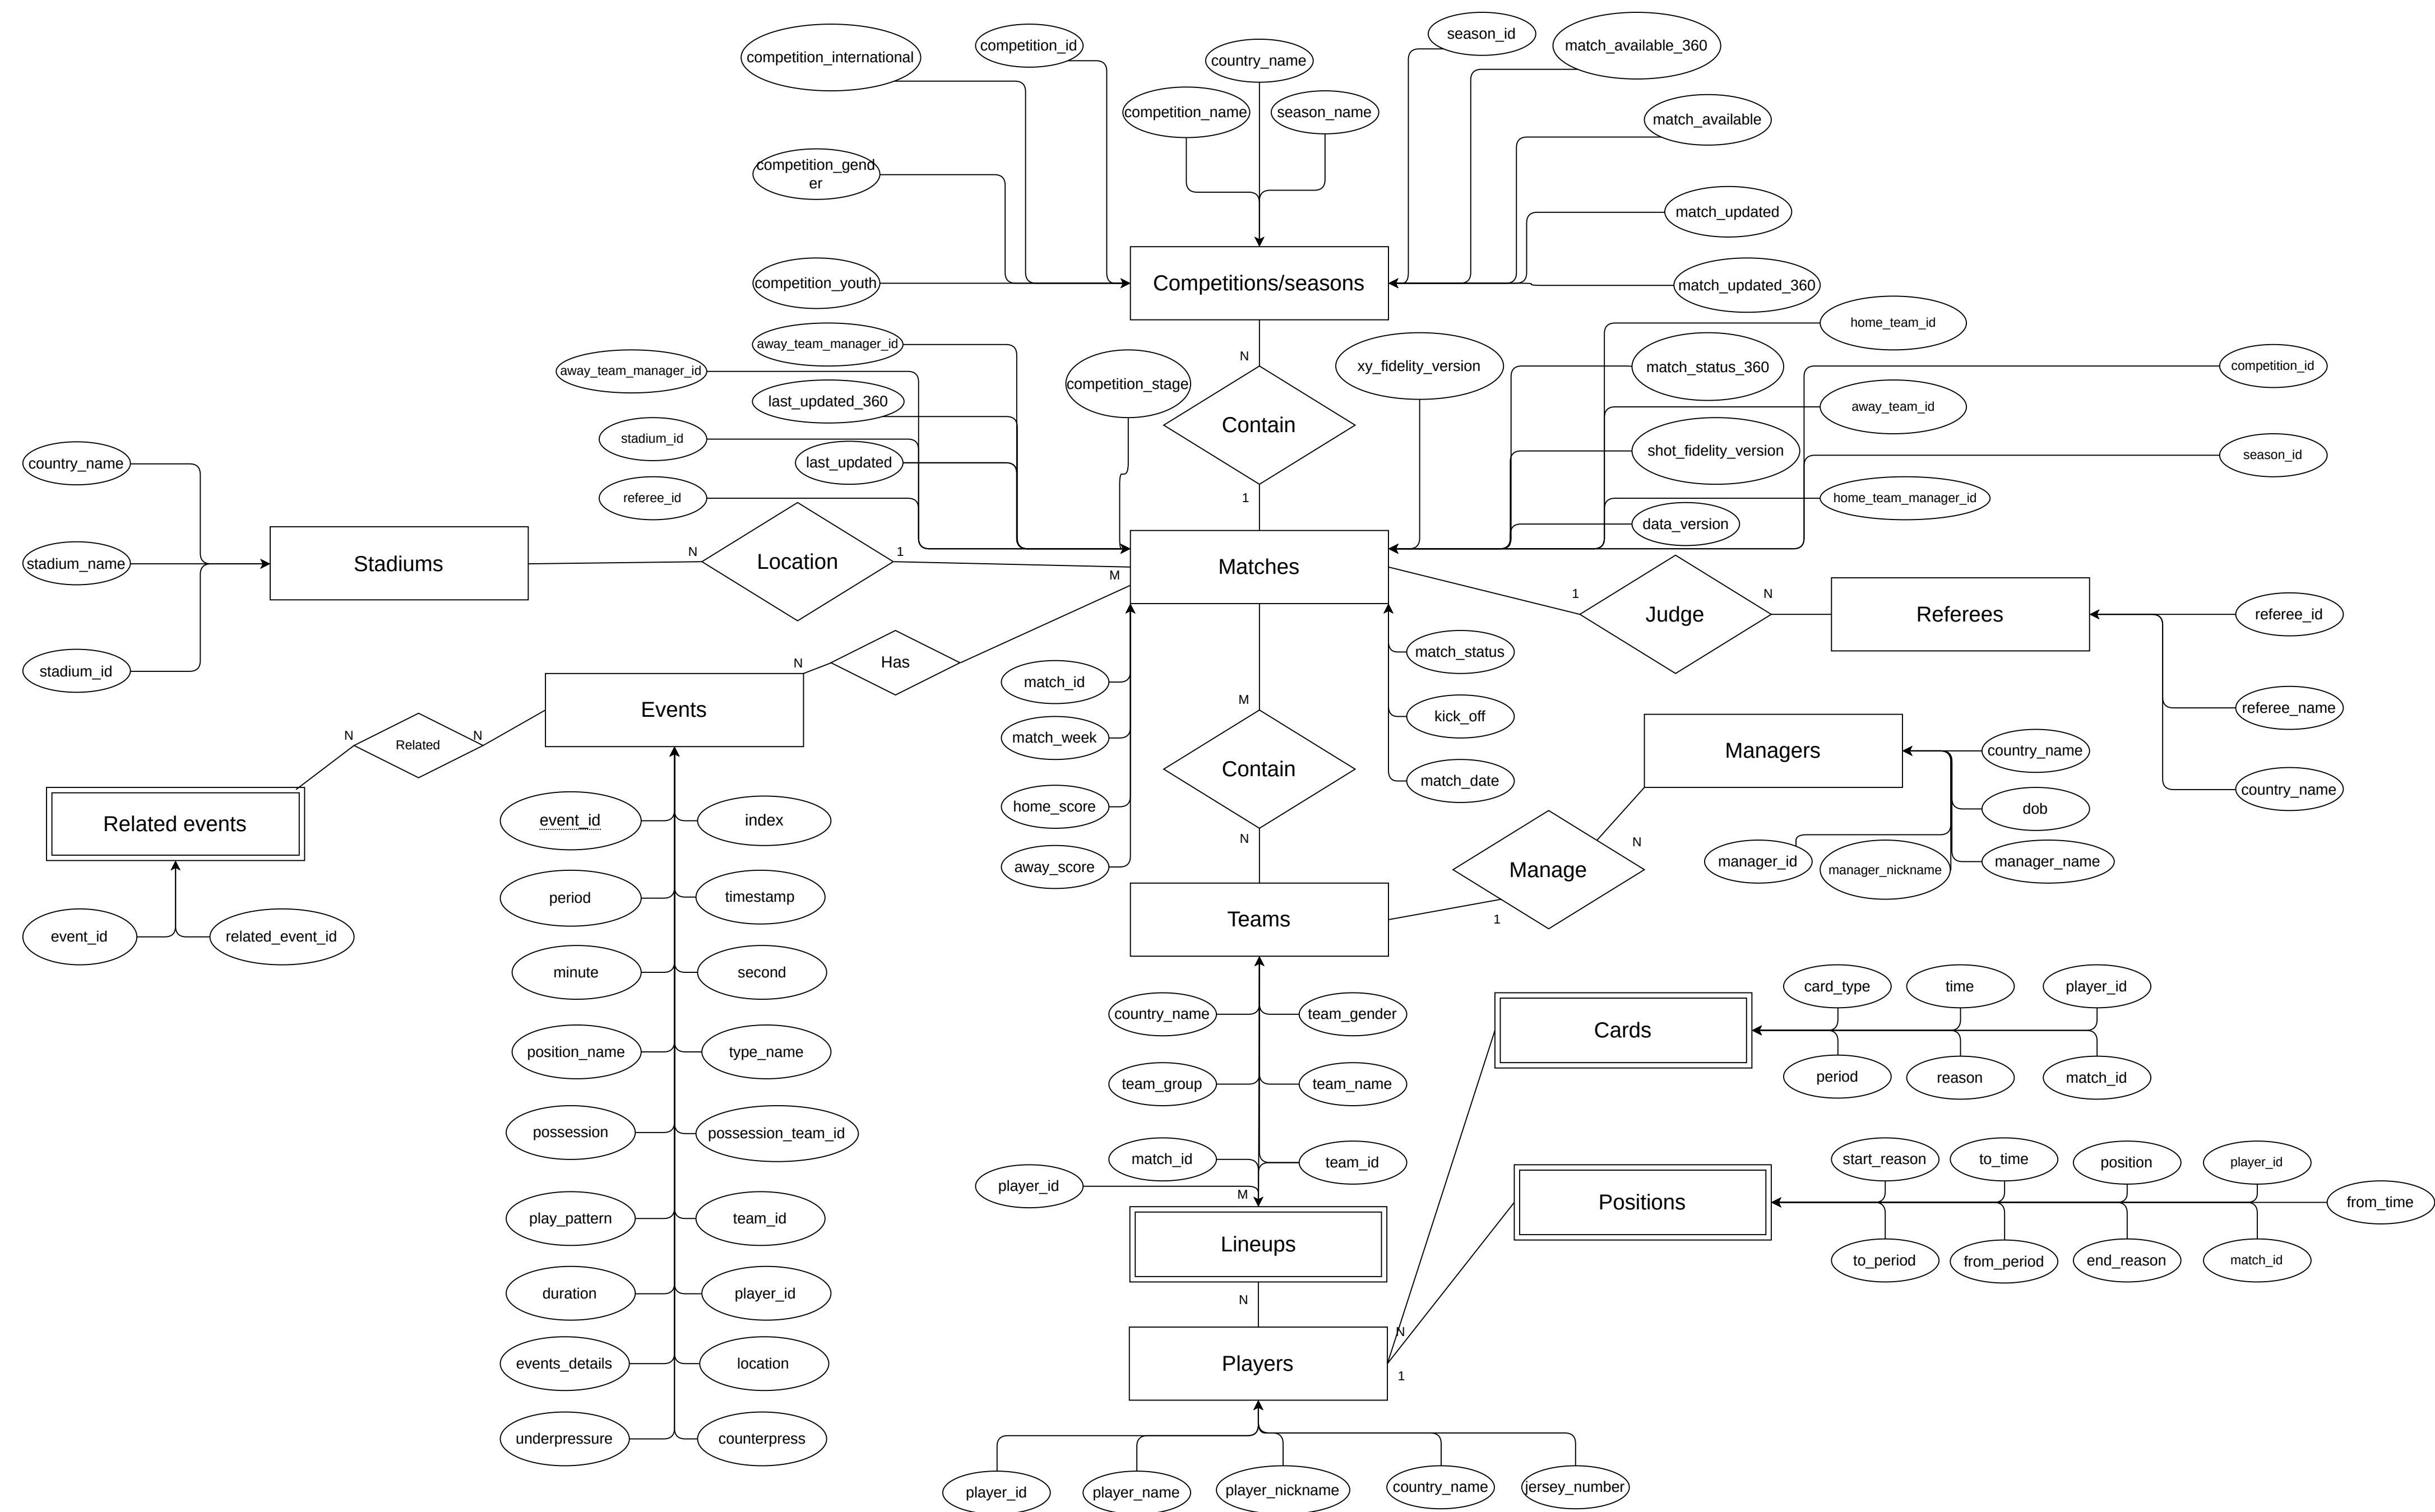 competition_international
competition_id
country_name
season_id
match_available_360
competition_name
season_name
match_available
competition_gend
er
match_updated
competition_youth
Competitions/seasons
match_updated_360
home_team_id
away_team_manager_id
away_team_manager_id
N
competition_stage
xy_fidelity_version
match_status_360
competition_id
last_updated_360
Contain
away_team_id
stadium_id
last_updated
shot_fidelity_version
season_id
country_name
referee_id
1
home_team_manager_id
data_version
stadium_name
Stadiums
N
Location
1
Matches
M
1
Judge
N
Referees
referee_id
stadium_id
N
Has
match_id
match_status
referee_name
Events
M
kick_off
N
Related
N
match_week
Contain
match_date
Managers
country_name
country_name
Related events
event_id
index
home_score
dob
N
Manage
N
manager_id
manager_nickname
manager_name
away_score
period
timestamp
Teams
1
event_id
related_event_id
minute
second
country_name
team_gender
Cards
card_type
time
player_id
position_name
type_name
team_group
team_name
period
reason
match_id
possession
possession_team_id
match_id
team_id
start_reason
to_time
position
player_id
player_id
M
Positions
from_time
play_pattern
team_id
Lineups
to_period
from_period
end_reason
match_id
duration
player_id
N
N
events_details
location
Players
1
underpressure
counterpress
player_id
player_name
player_nickname
country_name
jersey_number